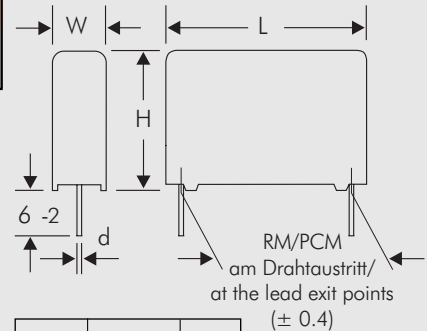 W
L
H
6 -2
d
RM/PCM
am Drahtaustritt/
at the lead exit points
(± 0.4)